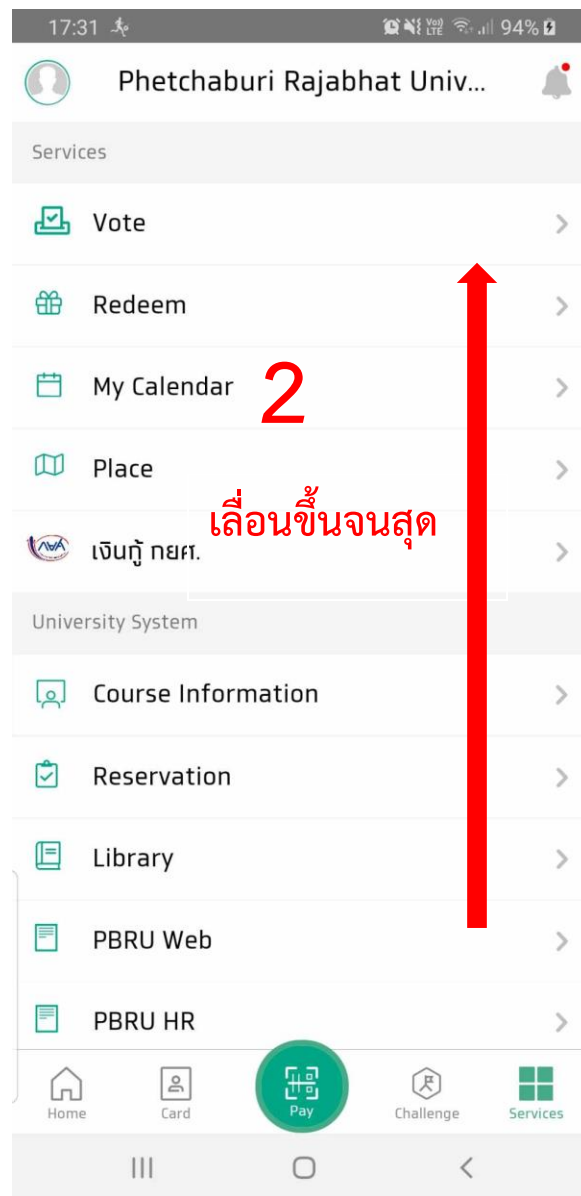 17:31
Vo)) LTE 94%
Phetchaburi Rajabhat Univ...
Services
Vote
Redeem
My Calendar
2
Place
เลื่อนขึ้นจนสุด
เงินกู้ กยศ.
University System
Course Information
Reservation
Library
PBRU Web
PBRU HR
Home
Card
Pay
Challenge
Services